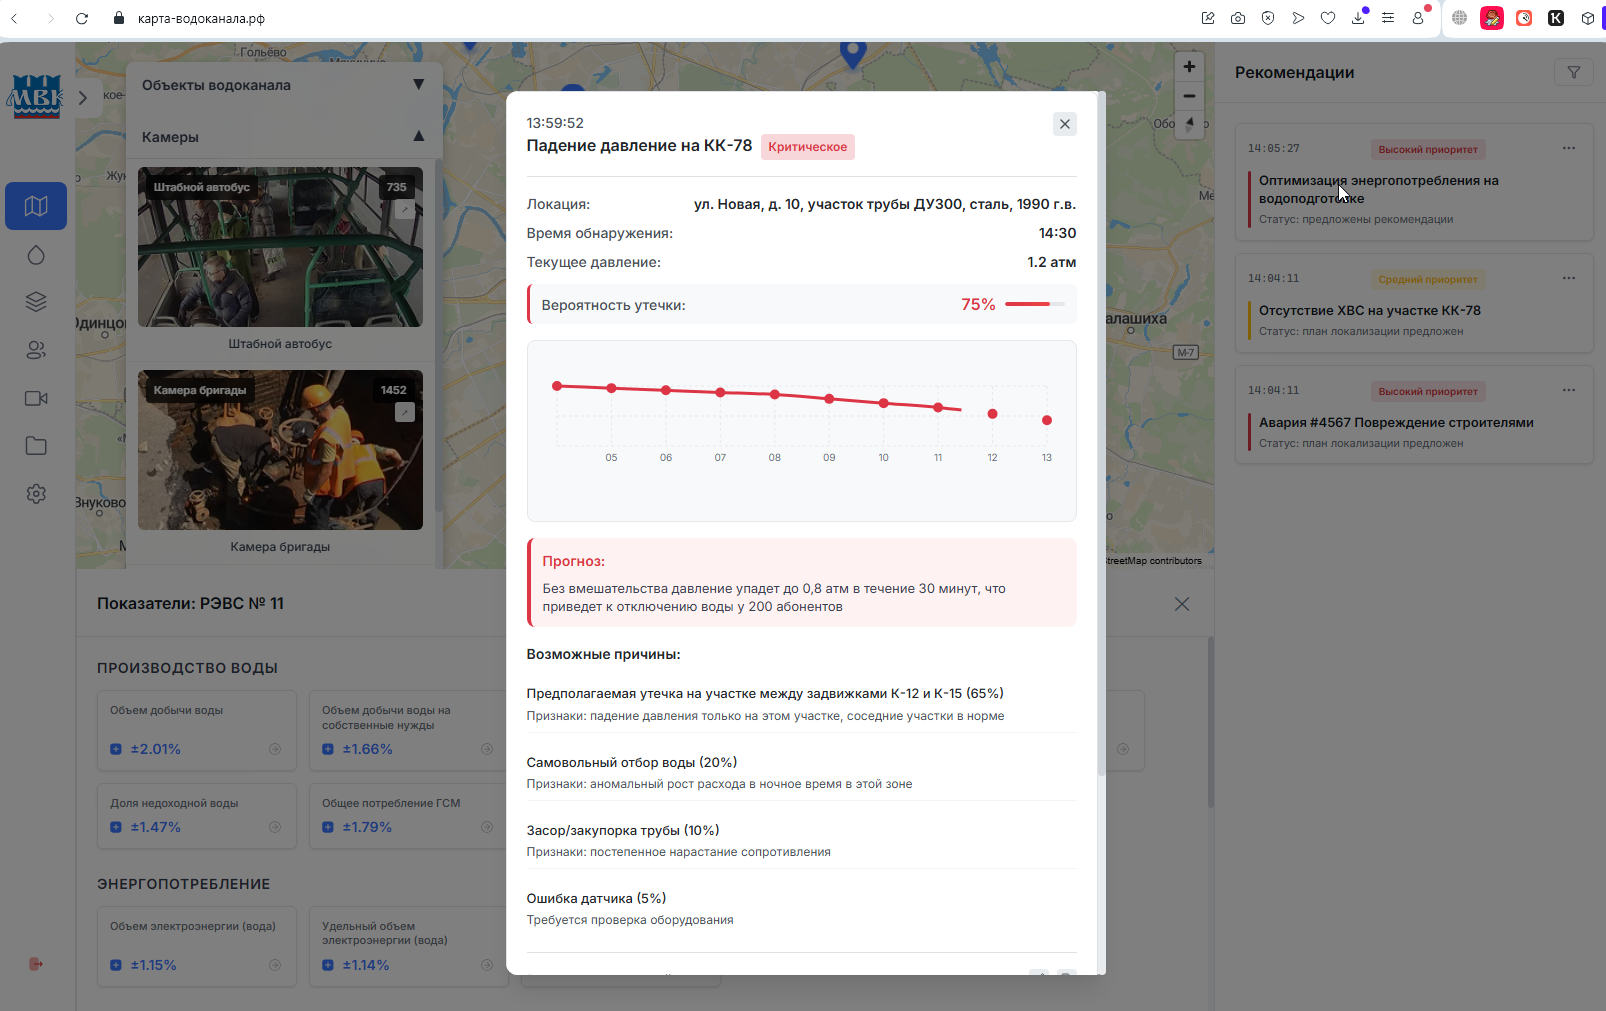 карта-водоканала.рф
Гольёво
МВК
Объекты водоканала
Камеры
Штабной автобус
735
Штабной автобус
Камера бригады
1452
Камера бригады
Показатели: РЭВС № 11
ПРОИЗВОДСТВО ВОДЫ
Объем добычи воды
±2.01%
Объем добычи воды на
собственные нужды
±1.66%
Доля недоходной воды
±1.47%
Общее потребление ГСМ
±1.79%
ЭНЕРГОПОТРЕБЛЕНИЕ
Объем электроэнергии (вода)
±1.15%
Удельный объем
электроэнергии (вода)
±1.14%
13:59:52
Падение давление на КК-78
Критическое
Локация:
ул. Новая, д. 10, участок трубы ДУ300, сталь, 1990 г.в.
Время обнаружения:
14:30
Текущее давление:
1.2 атм
Вероятность утечки:
75%
05 06 07 08 09 10 11 12 13
Прогноз:
Без вмешательства давление упадет до 0,8 атм в течение 30 минут, что
приведет к отключению воды у 200 абонентов
Возможные причины:
Предполагаемая утечка на участке между задвижками К-12 и К-15 (65%)
Признаки: падение давления только на этом участке, соседние участки в норме
Самовольный отбор воды (20%)
Признаки: аномальный рост расхода в ночное время в этой зоне
Засор/закупорка трубы (10%)
Признаки: постепенное нарастание сопротивления
Ошибка датчика (5%)
Требуется проверка оборудования
алашиха
М-7
StreetMap contributors
Рекомендации
14:05:27
Высокий приоритет
Оптимизация энергопотребления на
водоподготовке
Статус: предложены рекомендации
14:04:11
Средний приоритет
Отсутствие ХВС на участке КК-78
Статус: план локализации предложен
14:04:11
Высокий приоритет
Авария #4567 Повреждение строителями
Статус: план локализации предложен